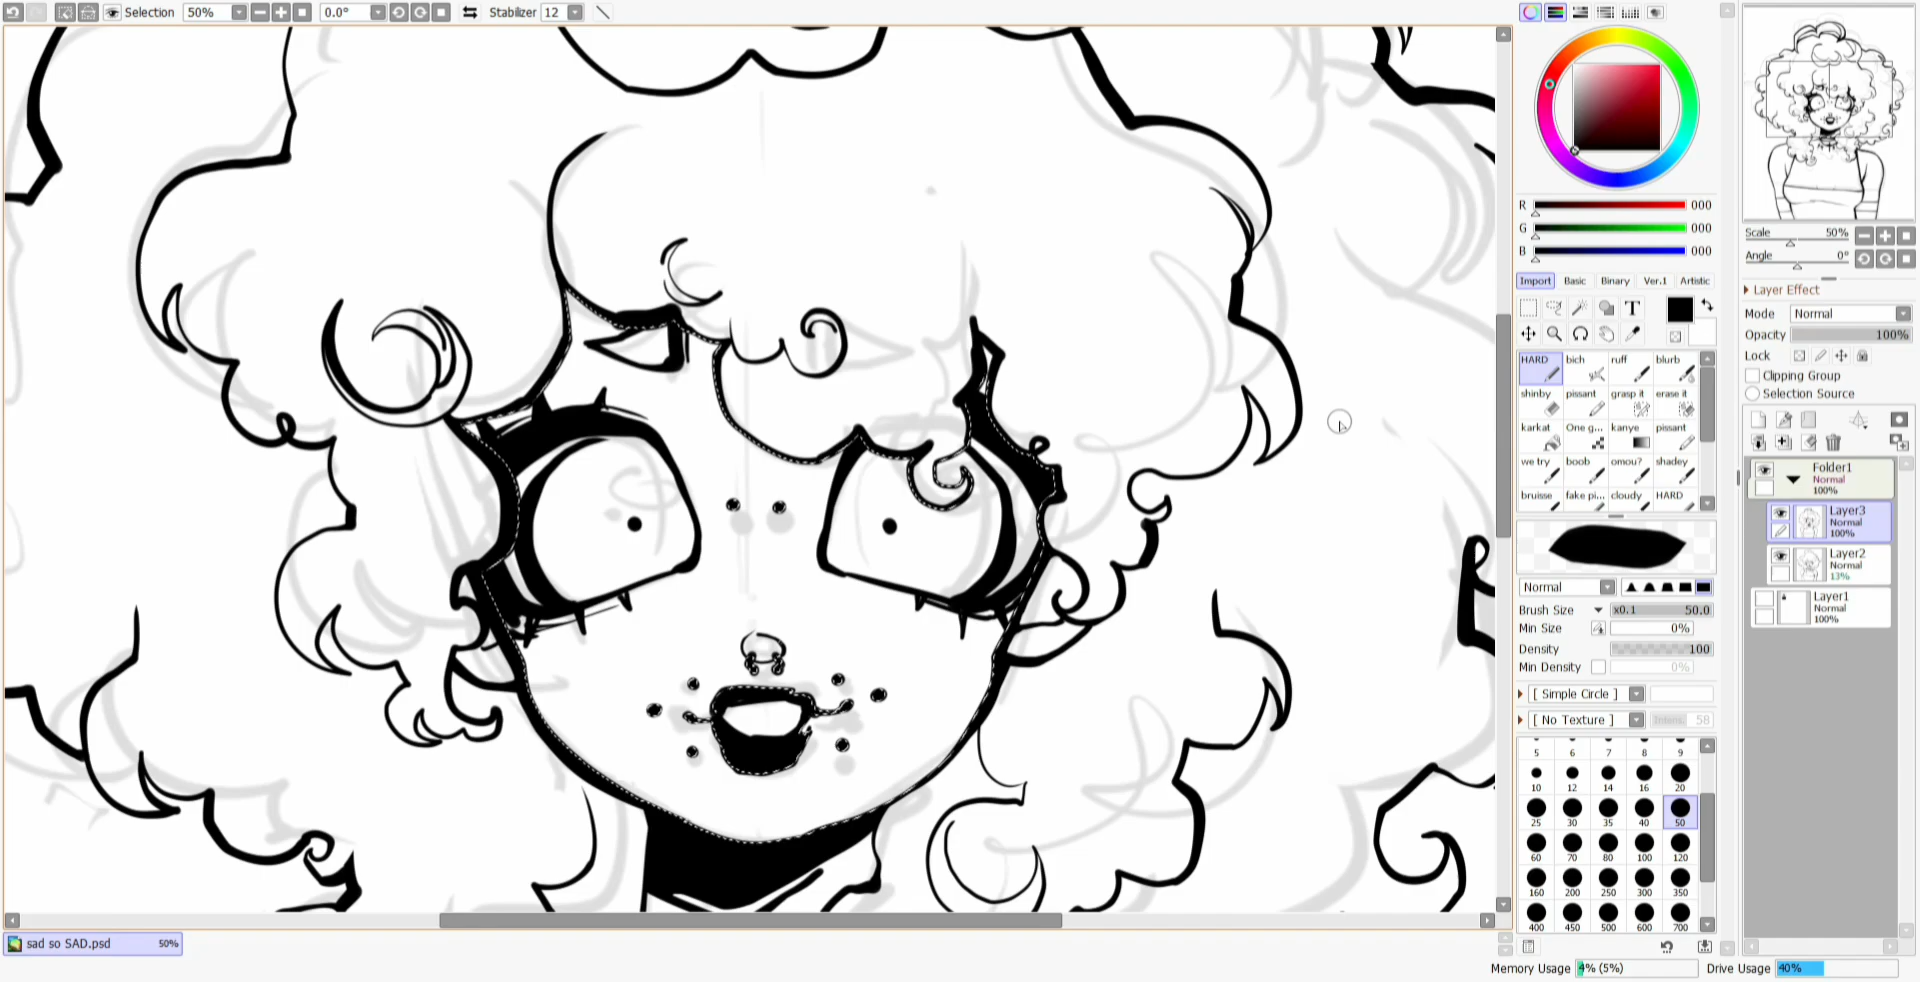 Selection 50% 0.0° Stabilizer 12
R 000
G 000
B 000
Import Basic Binary Ver.1 Artistic
T
HARD bich ruff blurb
shinby pissant grasp it erase it
karkat One g... kanye pissant
we try boob omou? shadey
bruisse fake pi... cloudy HARD
Normal
Brush Size x0.1 50.0
Min Size 0%
Density 100
Min Density 0%
[ Simple Circle ]
[ No Texture ] 58
5 6 7 8 9
10 12 14 16 20
25 30 35 40 50
60 70 80 100 120
160 200 250 300 350
400 450 500 600 700
Scale 50%
Angle 0°
Layer Effect
Mode Normal
Opacity 100%
Lock
Clipping Group
Selection Source
Folder1
Normal
100%
Layer3
Normal
100%
Layer2
Normal
13%
Layer1
Normal
100%
sad so SAD.psd 50%
Memory Usage 4% (5%) Drive Usage 40%